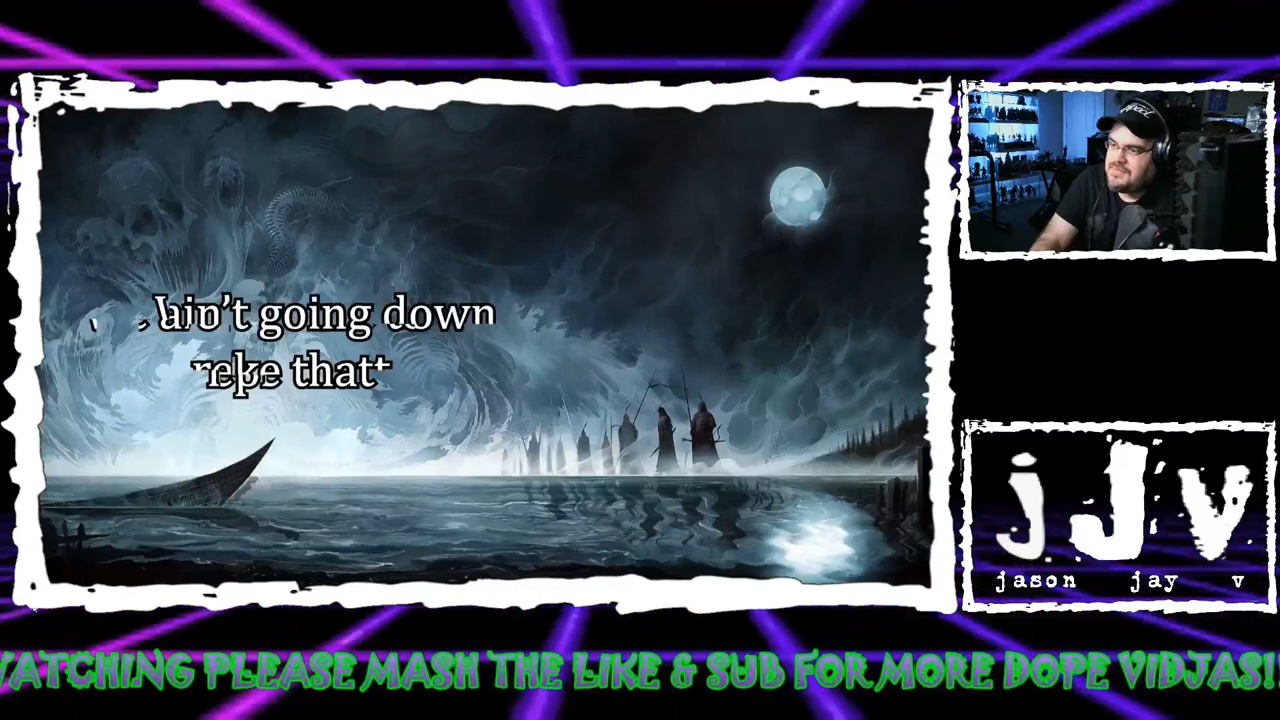 ain't going down
that
jJv
jason jay v
WATCHING PLEASE MASH THE LIKE & SUB FOR MORE DOPE VIDJAS!!